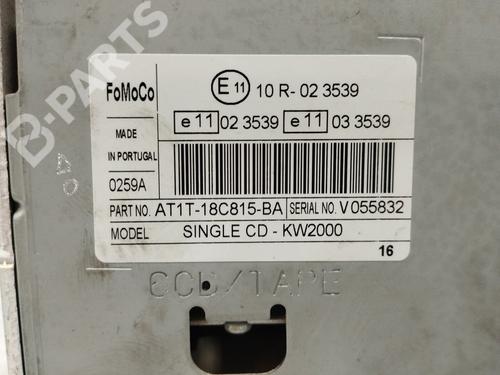 B-PARTS
FoMoCo
E 11 10 R- 02 3539
e 11 02 3539 e 11 03 3539
MADE
IN PORTUGAL
0259A
PART NO. AT1T-18C815-BA SERIAL NO. V 055832
MODEL SINGLE CD - KW2000
16
6CD/TAPE